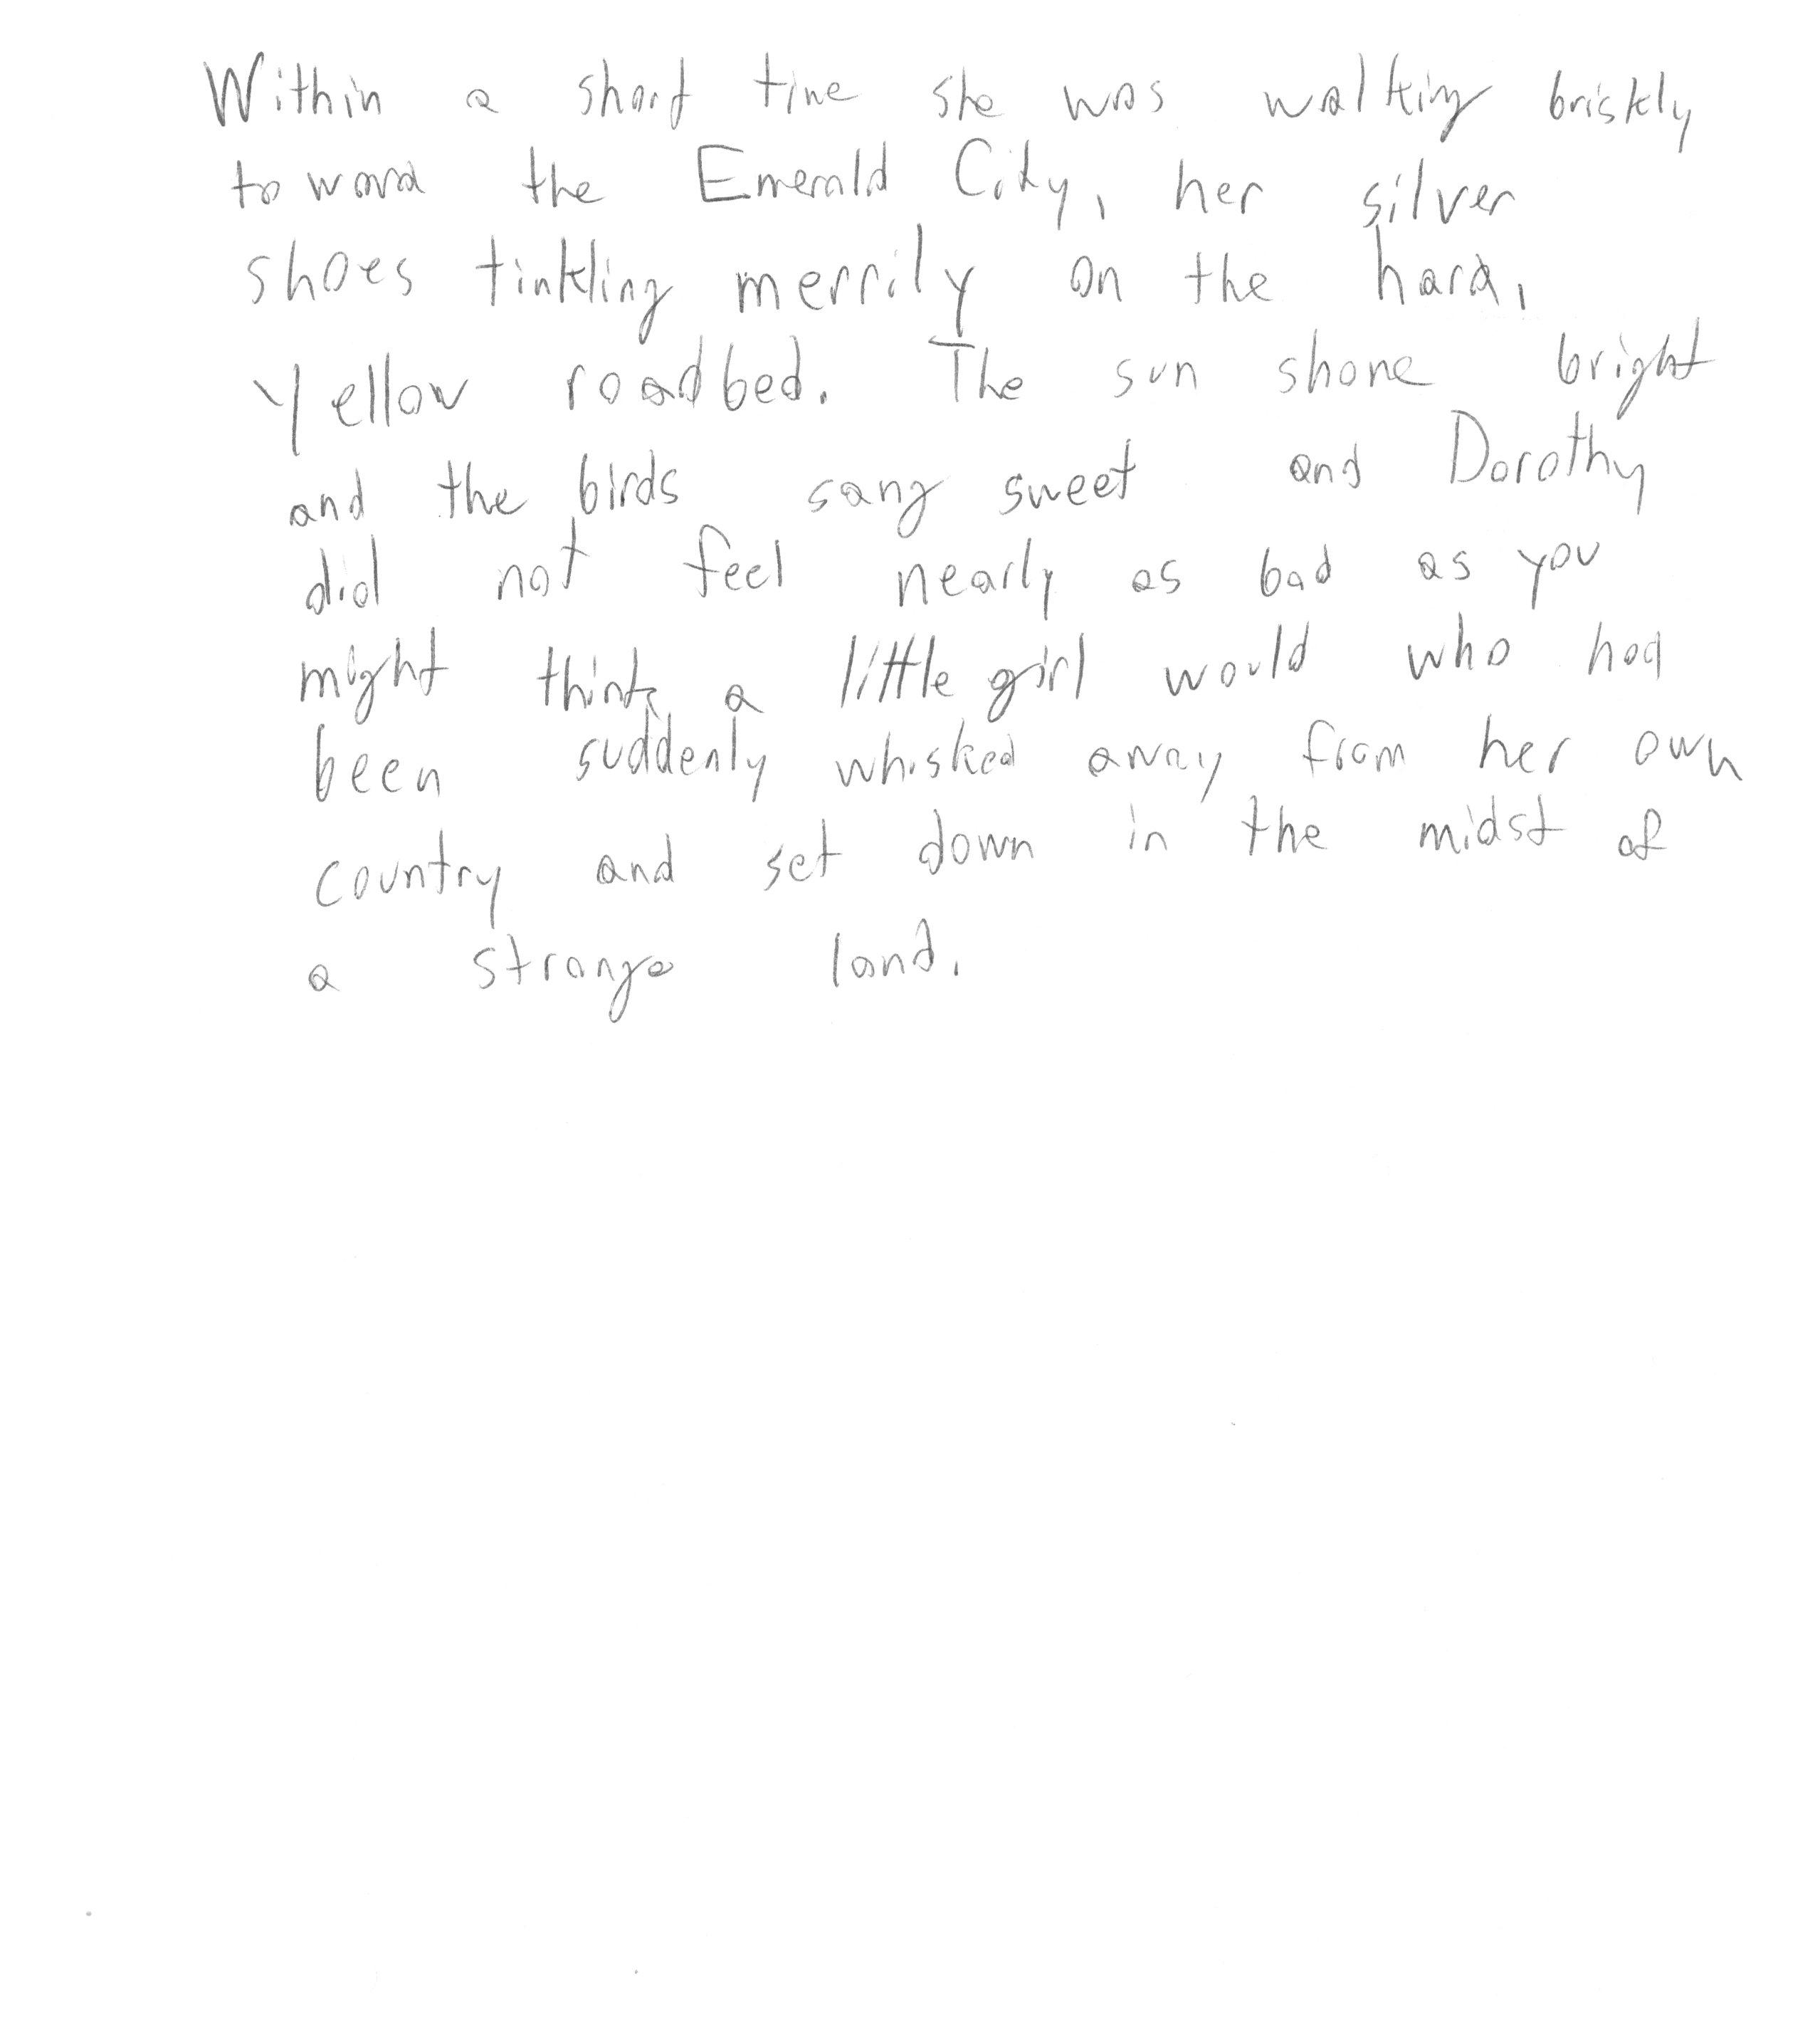 Within a short time she was walking briskly
toward the Emerald City, her silver
shoes tinkling merrily on the hard,
yellow roadbed. The sun shone bright
and the birds sang sweet and Dorothy
did not feel nearly as bad as you
might think a little girl would who had
been suddenly whisked away from her own
country and set down in the midst of
a strange land.